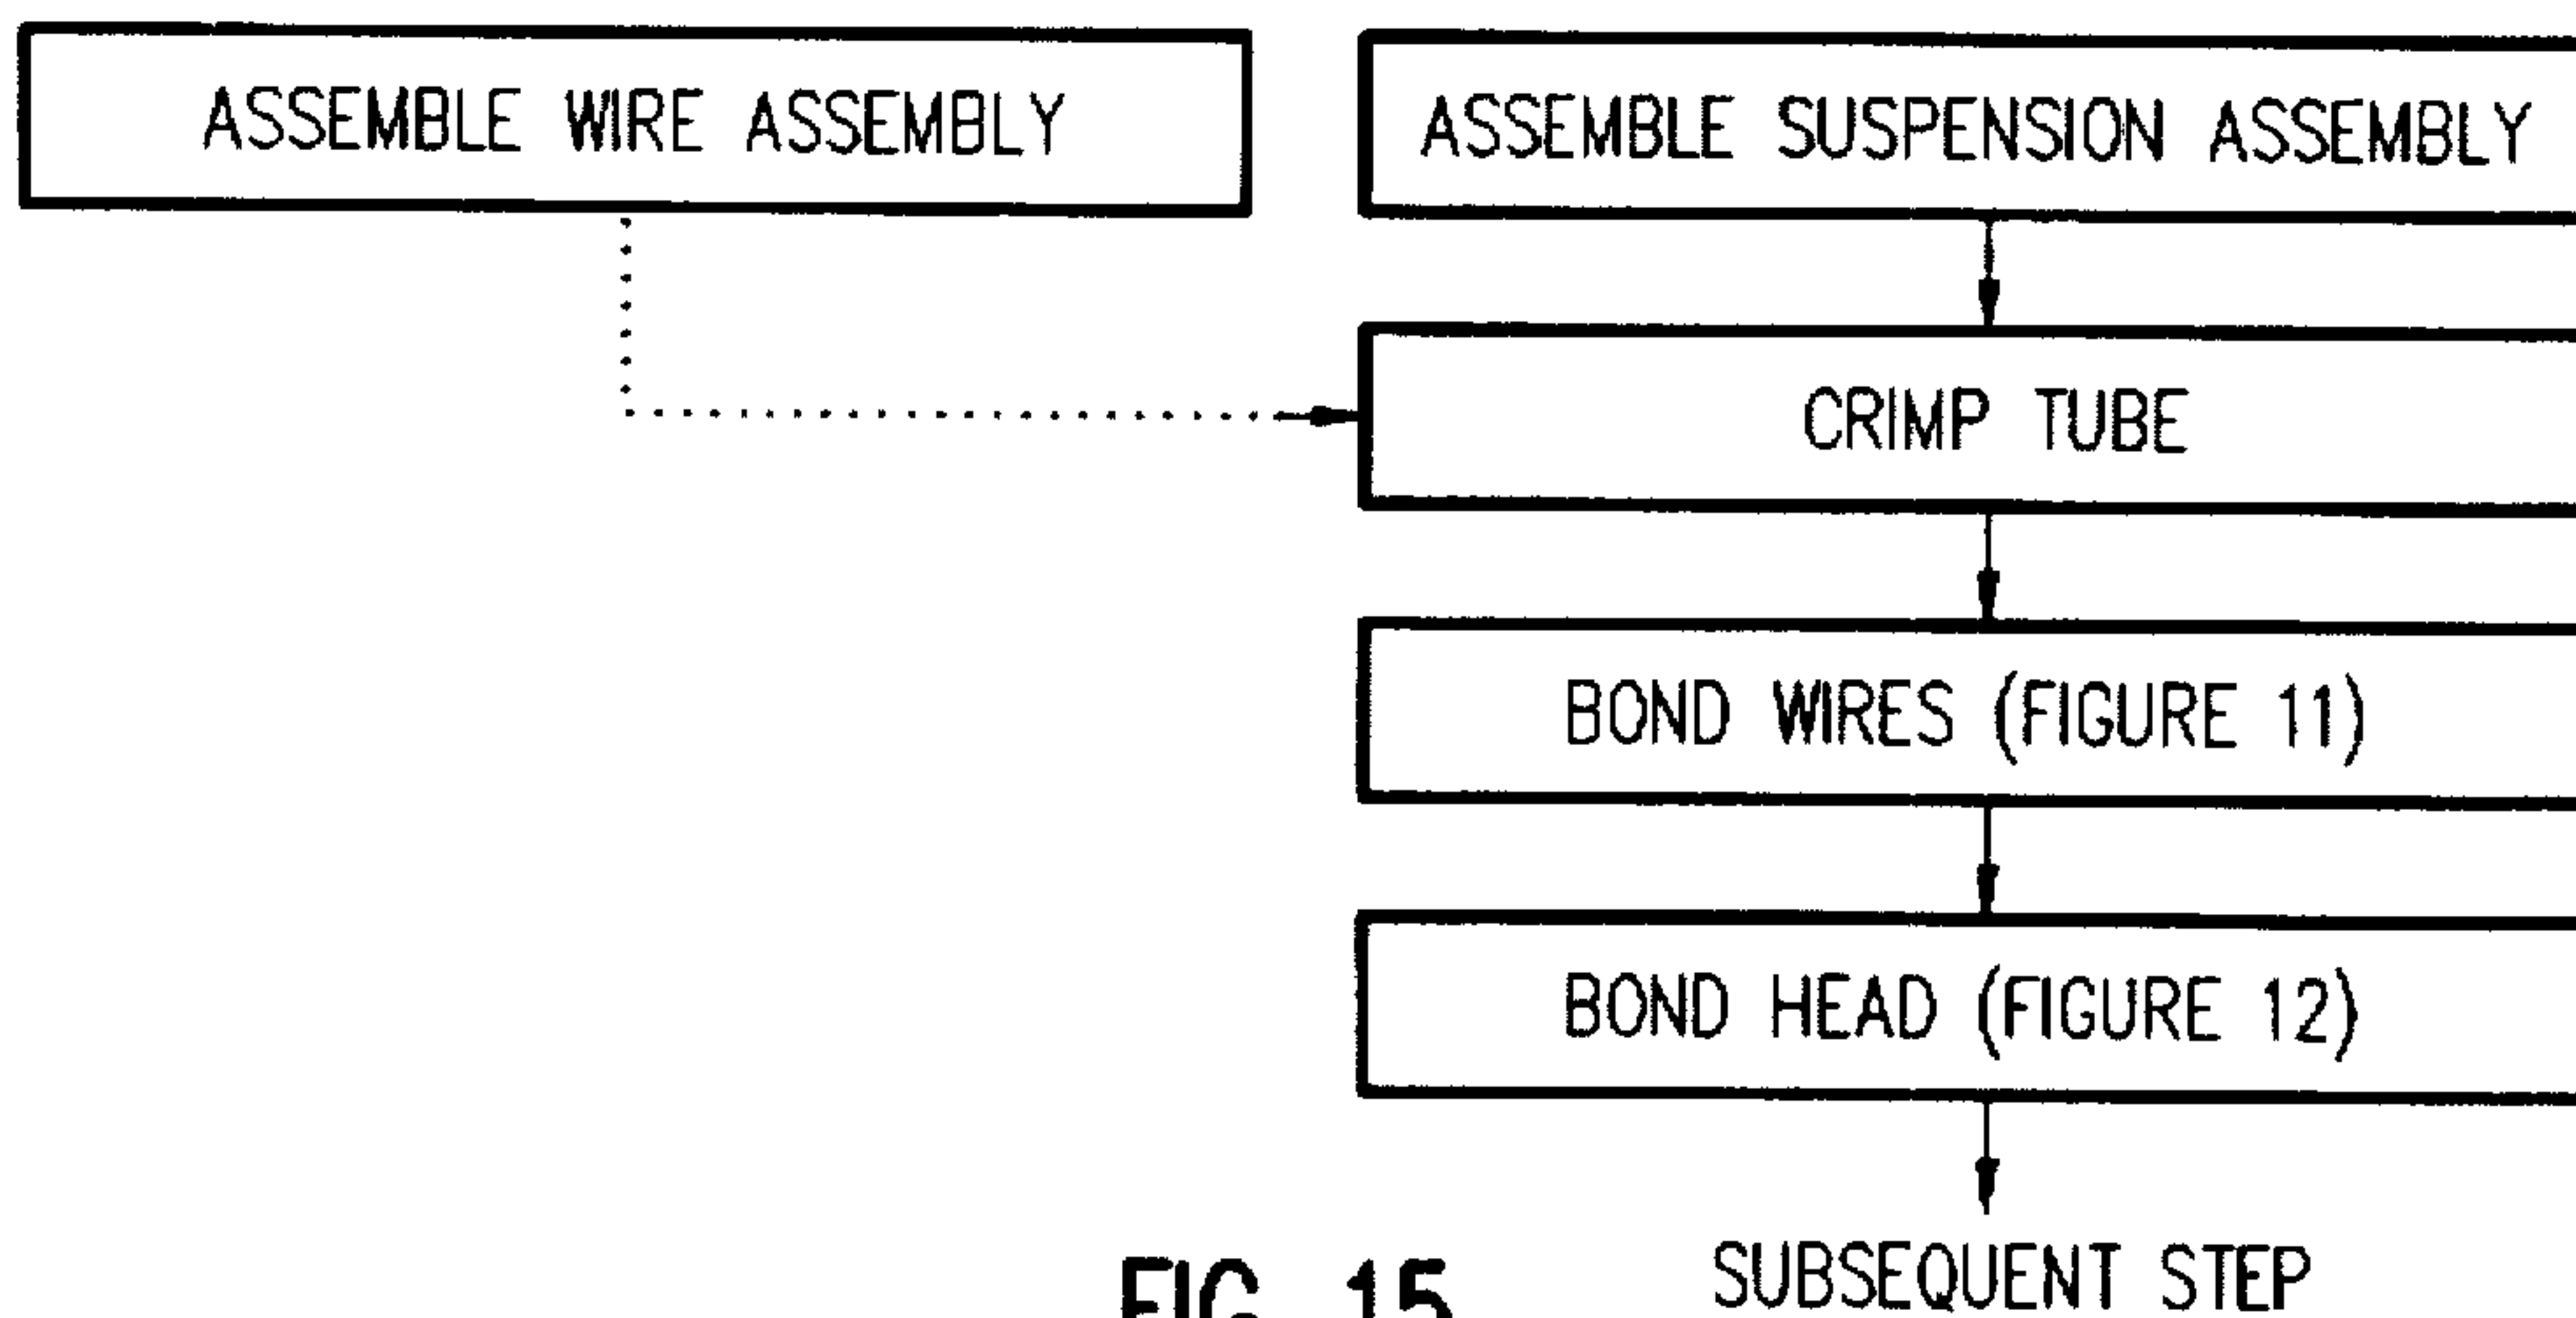 ASSEMBLE WIRE ASSEMBLY
ASSEMBLE SUSPENSION ASSEMBLY
CRIMP TUBE
BOND WIRES (FIGURE 11)
BOND HEAD (FIGURE 12)
SUBSEQUENT STEP
FIG. 15